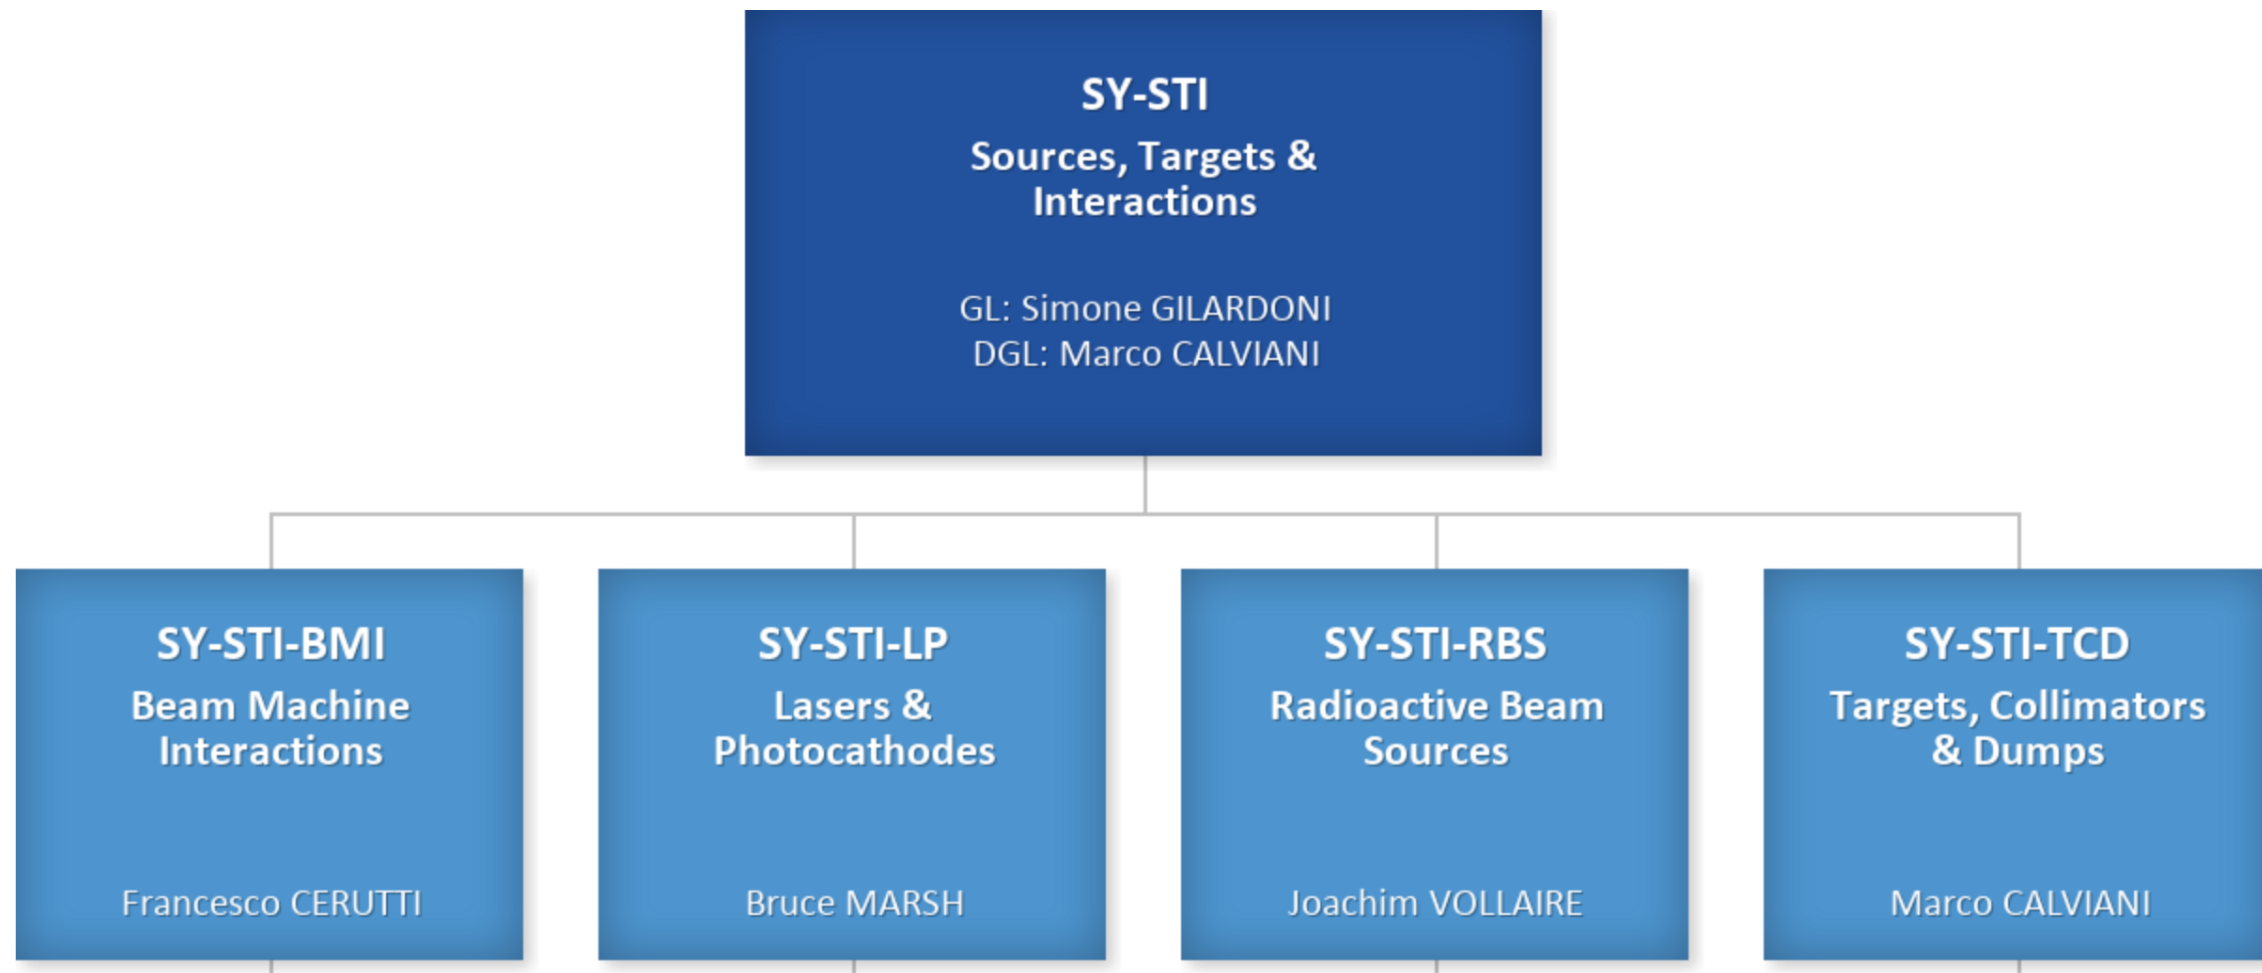 SY-STI
Sources, Targets &
Interactions
GL: Simone GILARDONI
DGL: Marco CALVIANI
SY-STI-BMI
Beam Machine
Interactions
Francesco CERUTTI
SY-STI-LP
Lasers &
Photocathodes
Bruce MARSH
SY-STI-RBS
Radioactive Beam
Sources
Joachim VOLLAIRE
SY-STI-TCD
Targets, Collimators
& Dumps
Marco CALVIANI